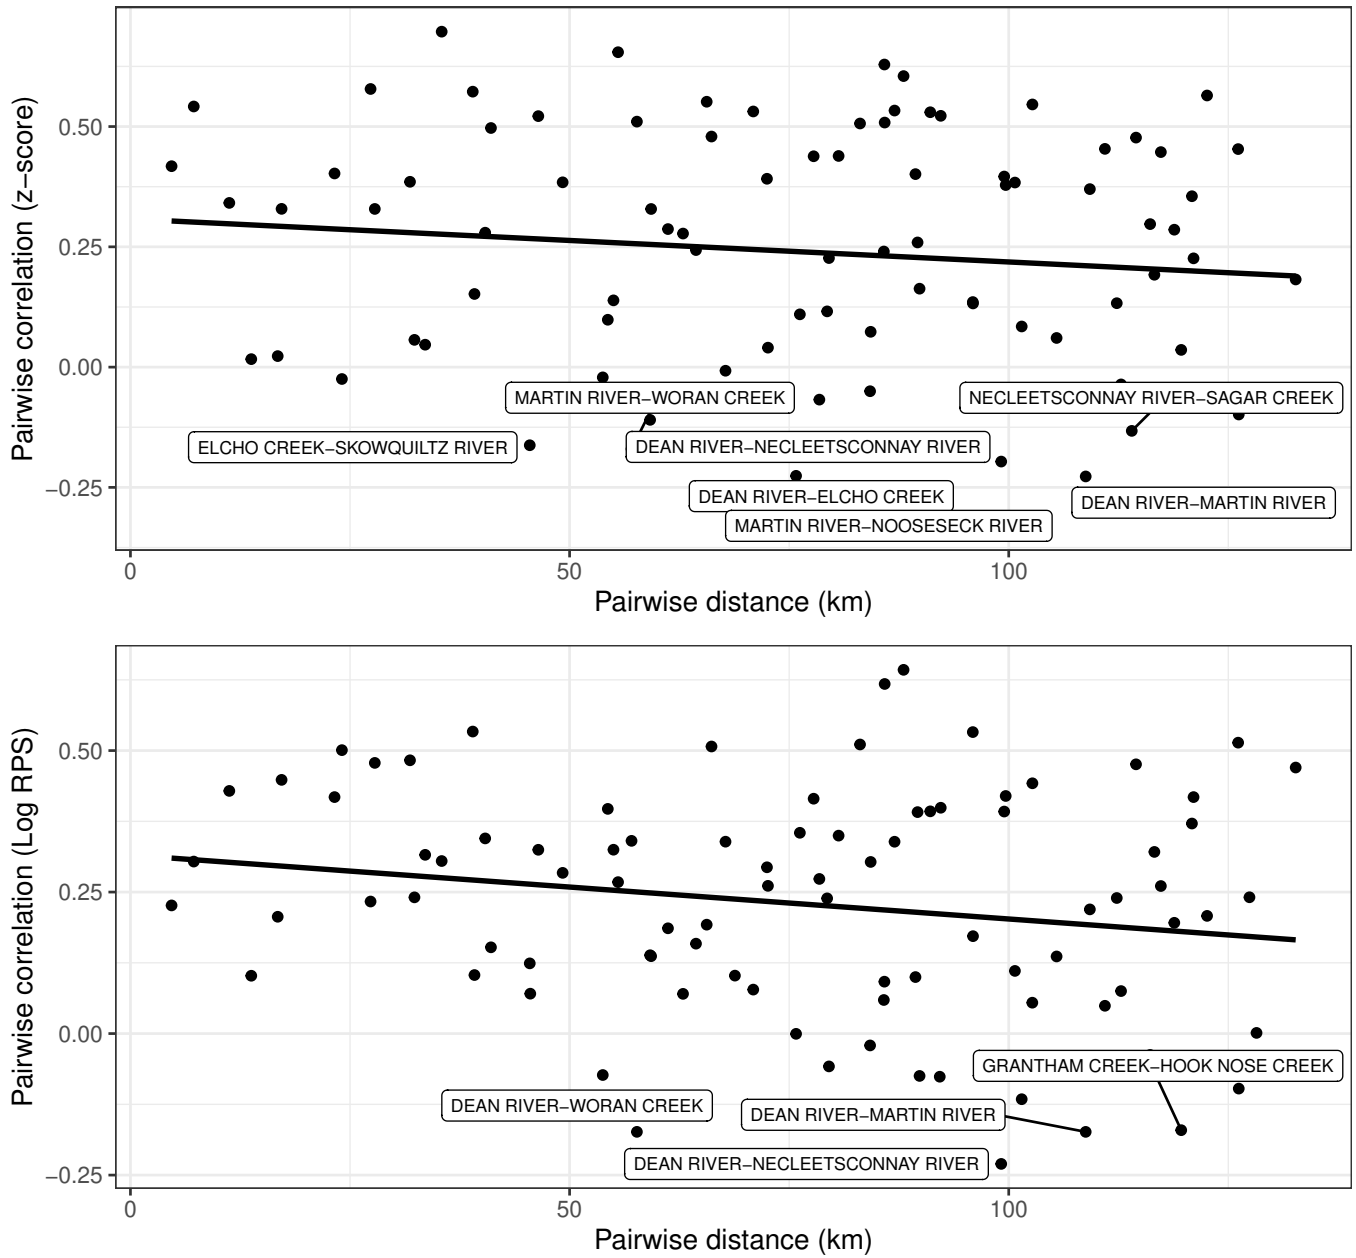 Pairwise correlation (z−score)
0.50
0.25
0.00
−0.25
MARTIN RIVER−WORAN CREEK
NECLEETSCONNAY RIVER−SAGAR CREEK
ELCHO CREEK−SKOWQUILTZ RIVER
DEAN RIVER−NECLEETSCONNAY RIVER
DEAN RIVER−ELCHO CREEK
DEAN RIVER−MARTIN RIVER
MARTIN RIVER−NOOSESECK RIVER
0 50 100
Pairwise distance (km)
Pairwise correlation (Log RPS)
0.50
0.25
0.00
−0.25
GRANTHAM CREEK−HOOK NOSE CREEK
DEAN RIVER−WORAN CREEK
DEAN RIVER−MARTIN RIVER
DEAN RIVER−NECLEETSCONNAY RIVER
0 50 100
Pairwise distance (km)